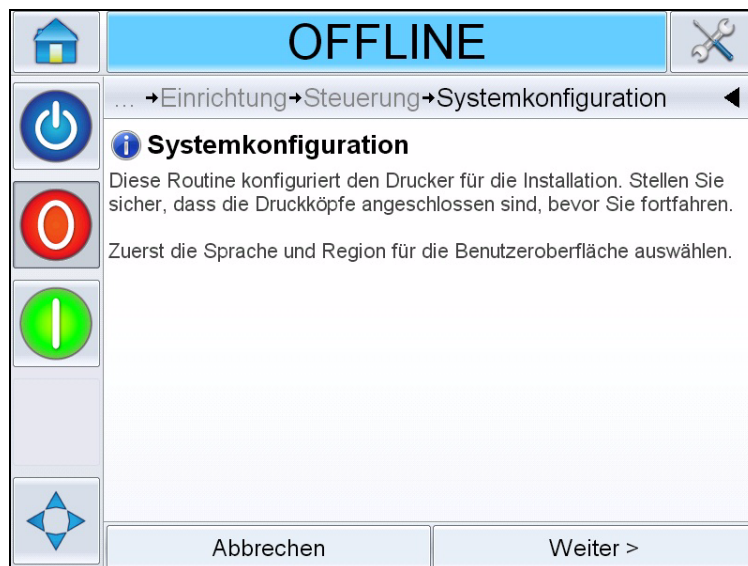 OFFLINE
... →Einrichtung→Steuerung→Systemkonfiguration
Systemkonfiguration
Diese Routine konfiguriert den Drucker für die Installation. Stellen Sie
sicher, dass die Druckköpfe angeschlossen sind, bevor Sie fortfahren.
Zuerst die Sprache und Region für die Benutzeroberfläche auswählen.
Abbrechen
Weiter >